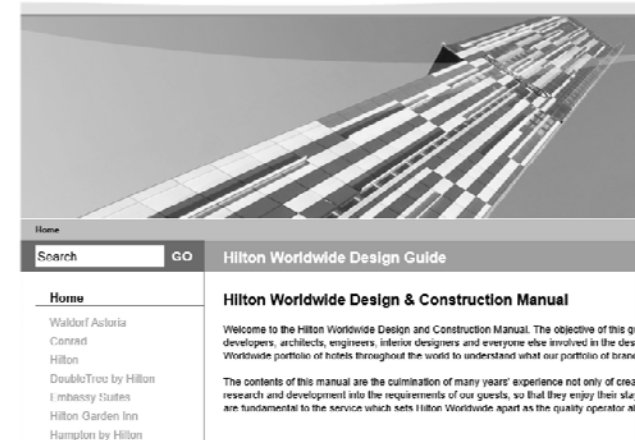 Home
Search GO
Hilton Worldwide Design Guide
Home
Waldorf Astoria
Conrad
Hilton
DoubleTree by Hilton
Embassy Suites
Hilton Garden Inn
Hampton by Hilton
Hilton Worldwide Design & Construction Manual
Welcome to the Hilton Worldwide Design and Construction Manual. The objective of this
developers, architects, engineers, interior designers and everyone else involved in the
Worldwide portfolio of hotels throughout the world to understand what our portfolio of
The contents of this manual are the culmination of many years' experience not only of
research and development into the requirements of our guests, so that they enjoy their
are fundamental to the service which sets Hilton Worldwide apart as the quality operator